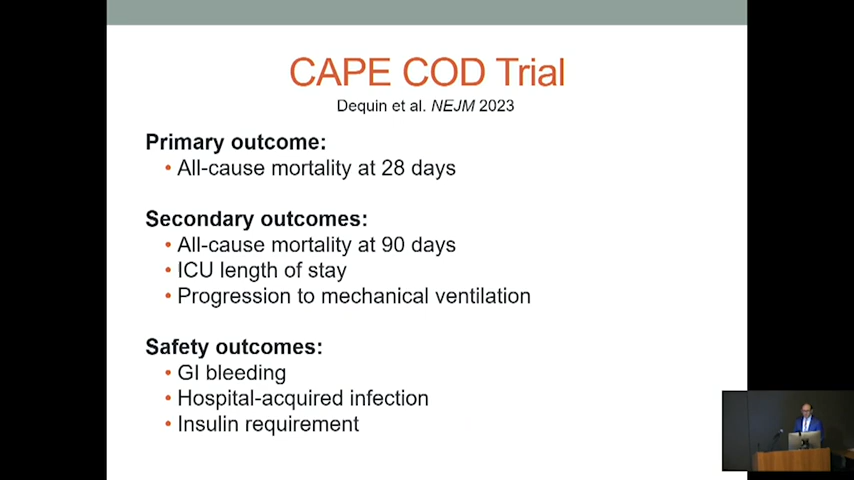 CAPE COD Trial
Dequin et al. NEJM 2023
Primary outcome:
• All-cause mortality at 28 days
Secondary outcomes:
• All-cause mortality at 90 days
• ICU length of stay
• Progression to mechanical ventilation
Safety outcomes:
• GI bleeding
• Hospital-acquired infection
• Insulin requirement